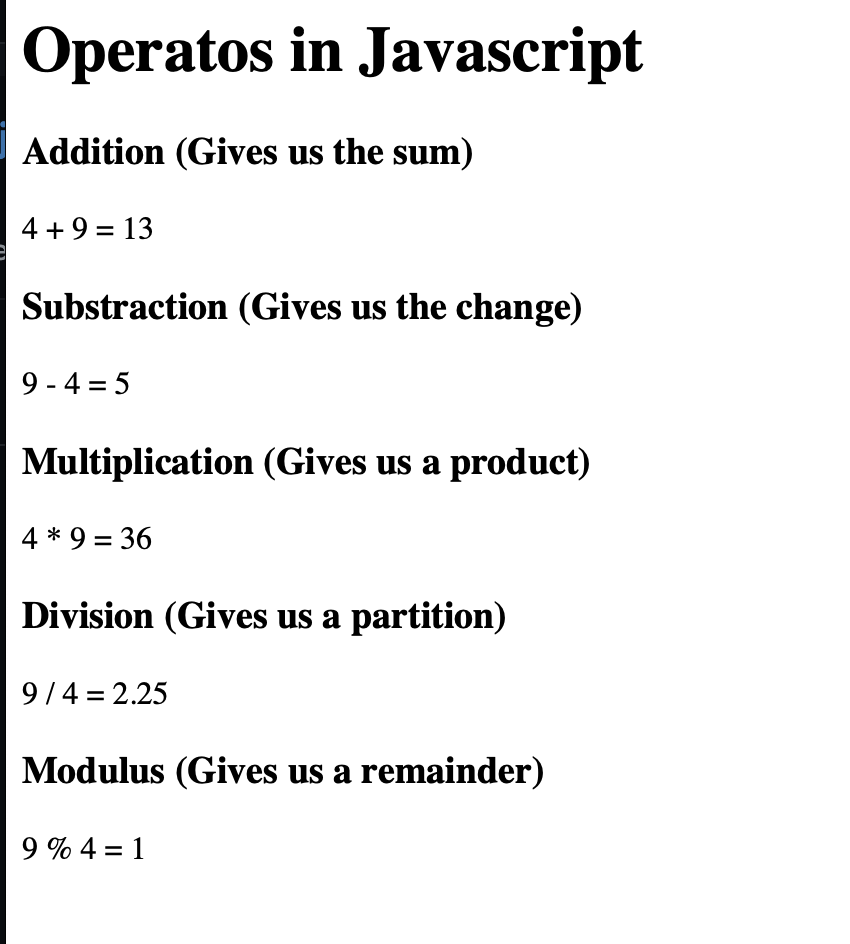 Operatos in Javascript
Addition (Gives us the sum)
4 + 9 = 13
Substraction (Gives us the change)
9 - 4 = 5
Multiplication (Gives us a product)
4 * 9 = 36
Division (Gives us a partition)
9 / 4 = 2.25
Modulus (Gives us a remainder)
9 % 4 = 1